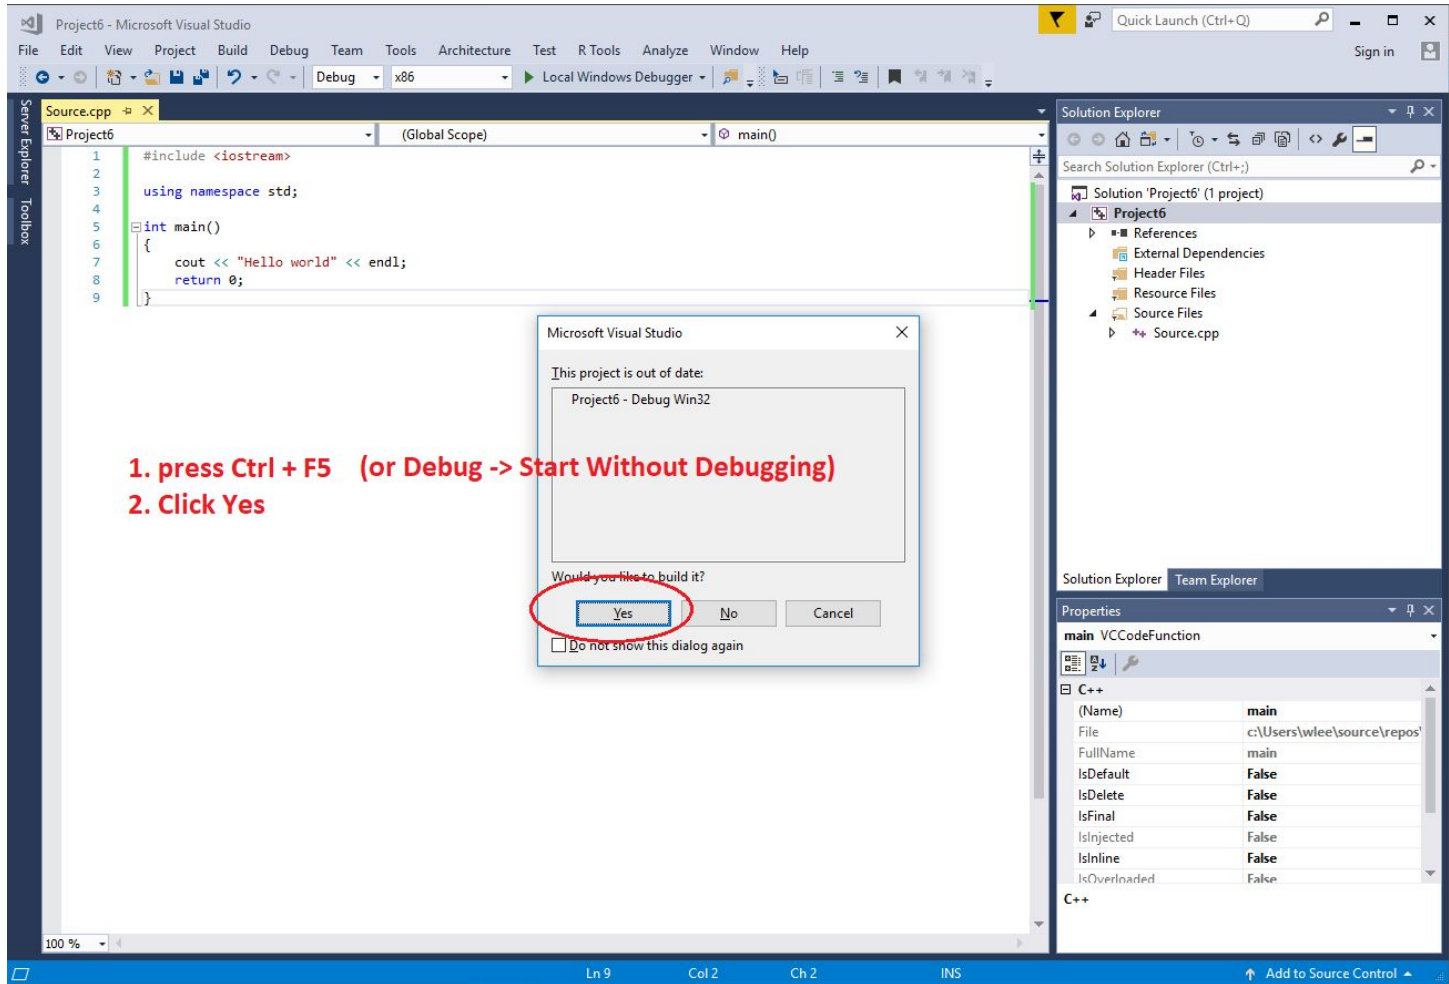 Project6 - Microsoft Visual Studio
Quick Launch (Ctrl+Q)
File Edit View Project Build Debug Team Tools Architecture Test R Tools Analyze Window Help
Sign in
Debug x86 Local Windows Debugger
Server Explorer
Toolbox
Source.cpp
Project6 (Global Scope) main()
1 #include <iostream>
2
3 using namespace std;
4
5 int main()
6 {
7 cout << "Hello world" << endl;
8 return 0;
9 }
Microsoft Visual Studio
This project is out of date:
Project6 - Debug Win32
1. press Ctrl + F5 (or Debug -> Start Without Debugging)
2. Click Yes
Would you like to build it?
Yes No Cancel
Do not show this dialog again
100 %
Solution Explorer
Search Solution Explorer (Ctrl+;)
Solution 'Project6' (1 project)
Project6
References
External Dependencies
Header Files
Resource Files
Source Files
Source.cpp
Solution Explorer Team Explorer
Properties
main VCCodeFunction
C++
(Name) main
File c:\Users\wlee\source\repos\
FullName main
IsDefault False
IsDelete False
IsFinal False
IsInjected False
IsInline False
IsOverloaded False
C++
Ln 9 Col 2 Ch 2 INS
Add to Source Control